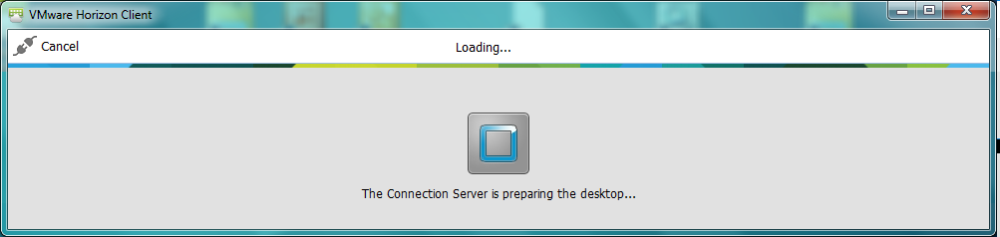 VMware Horizon Client
Cancel
Loading...
The Connection Server is preparing the desktop...